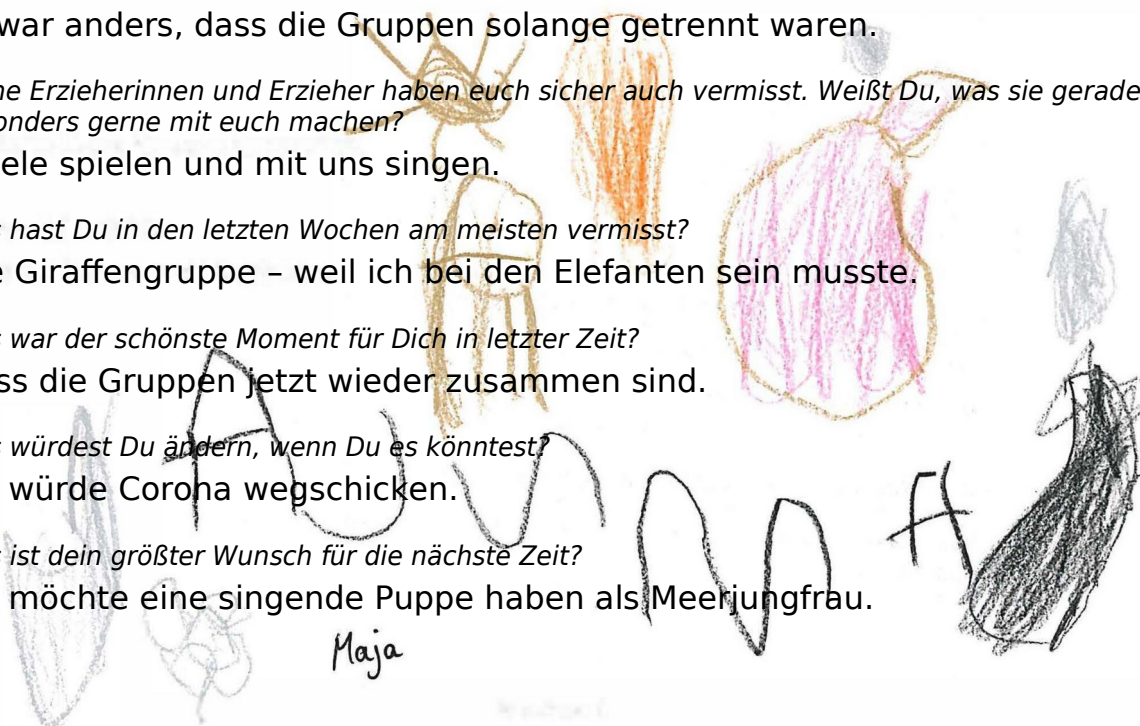 war anders, dass die Gruppen solange getrennt waren.
ne Erzieherinnen und Erzieher haben euch sicher auch vermisst. Weißt Du, was sie gerade
onders gerne mit euch machen?
ele spielen und mit uns singen.
s hast Du in den letzten Wochen am meisten vermisst?
e Giraffengruppe – weil ich bei den Elefanten sein musste.
s war der schönste Moment für Dich in letzter Zeit?
ss die Gruppen jetzt wieder zusammen sind.
s würdest Du ändern, wenn Du es könntest?
würde Corona wegschicken.
s ist dein größter Wunsch für die nächste Zeit?
möchte eine singende Puppe haben als Meerjungfrau.
Maja